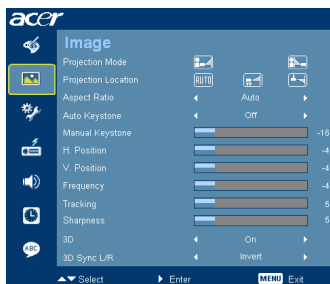 acer
Image
Projection Mode
Projection Location AUTO
Aspect Ratio Auto
Auto Keystone Off
Manual Keystone -16
H. Position -4
V. Position -4
Frequency -4
Tracking 5
Sharpness 5
3D On
3D Sync L/R Invert
ABC
Select Enter MENU Exit